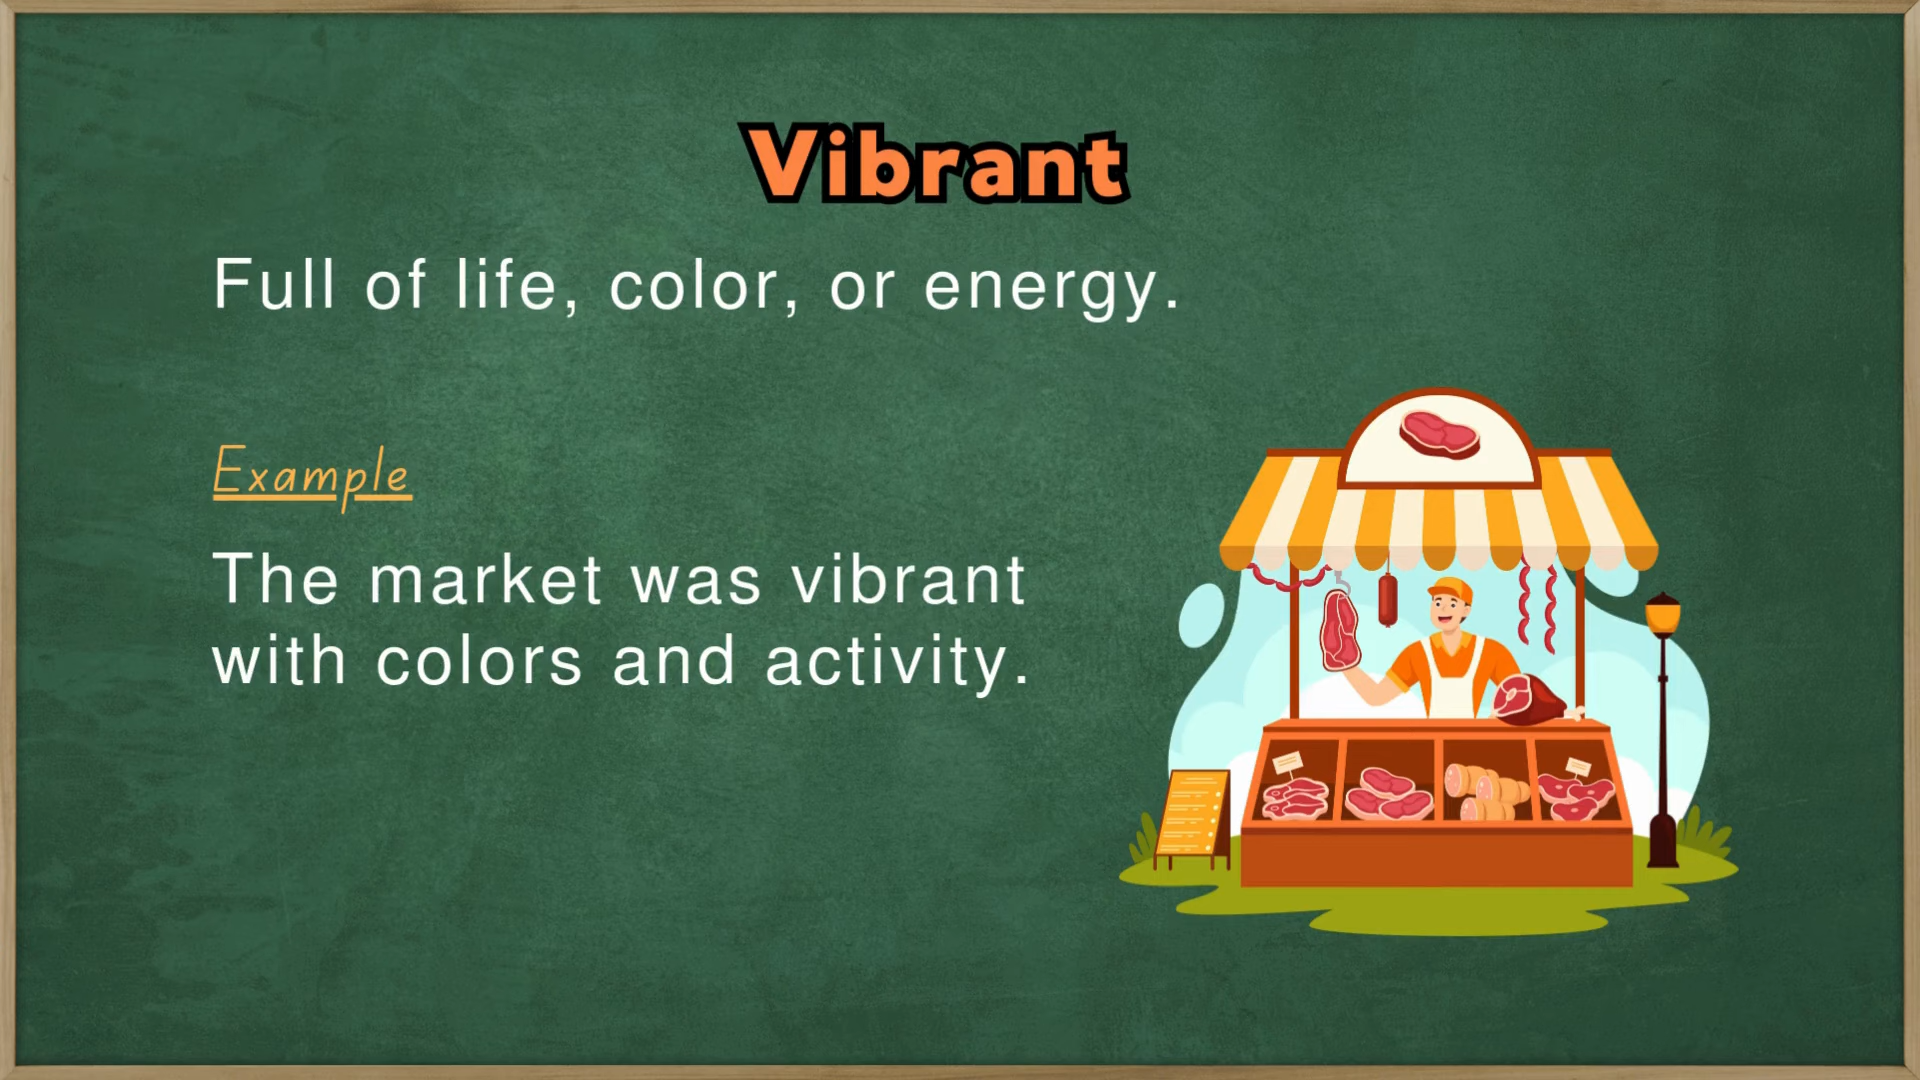 Vibrant
Full of life, color, or energy.
Example
The market was vibrant
with colors and activity.